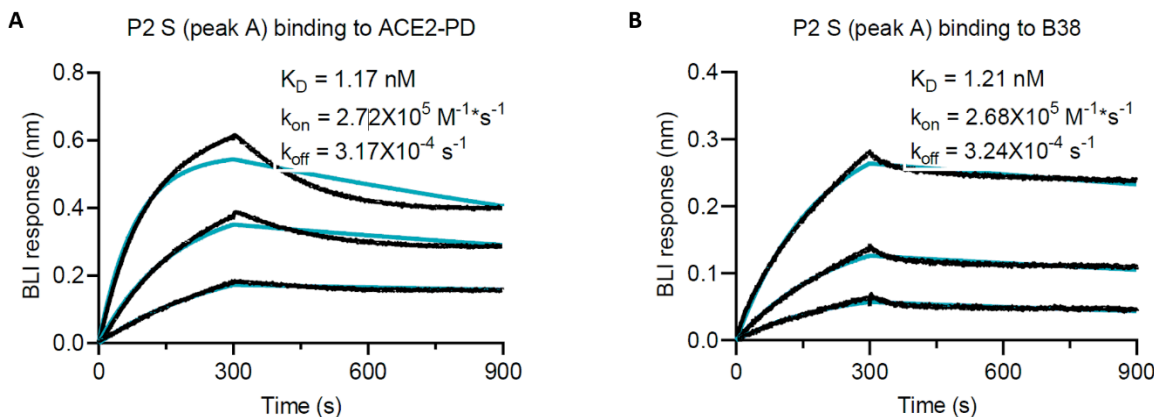 A
P2 S (peak A) binding to ACE2-PD
K_D = 1.17 nM
k_on = 2.72X10^5 M^-1*s^-1
k_off = 3.17X10^-4 s^-1
BLI response (nm)
0.8
0.6
0.4
0.2
0.0
0 300 600 900
Time (s)
B
P2 S (peak A) binding to B38
K_D = 1.21 nM
k_on = 2.68X10^5 M^-1*s^-1
k_off = 3.24X10^-4 s^-1
BLI response (nm)
0.4
0.3
0.2
0.1
0.0
0 300 600 900
Time (s)